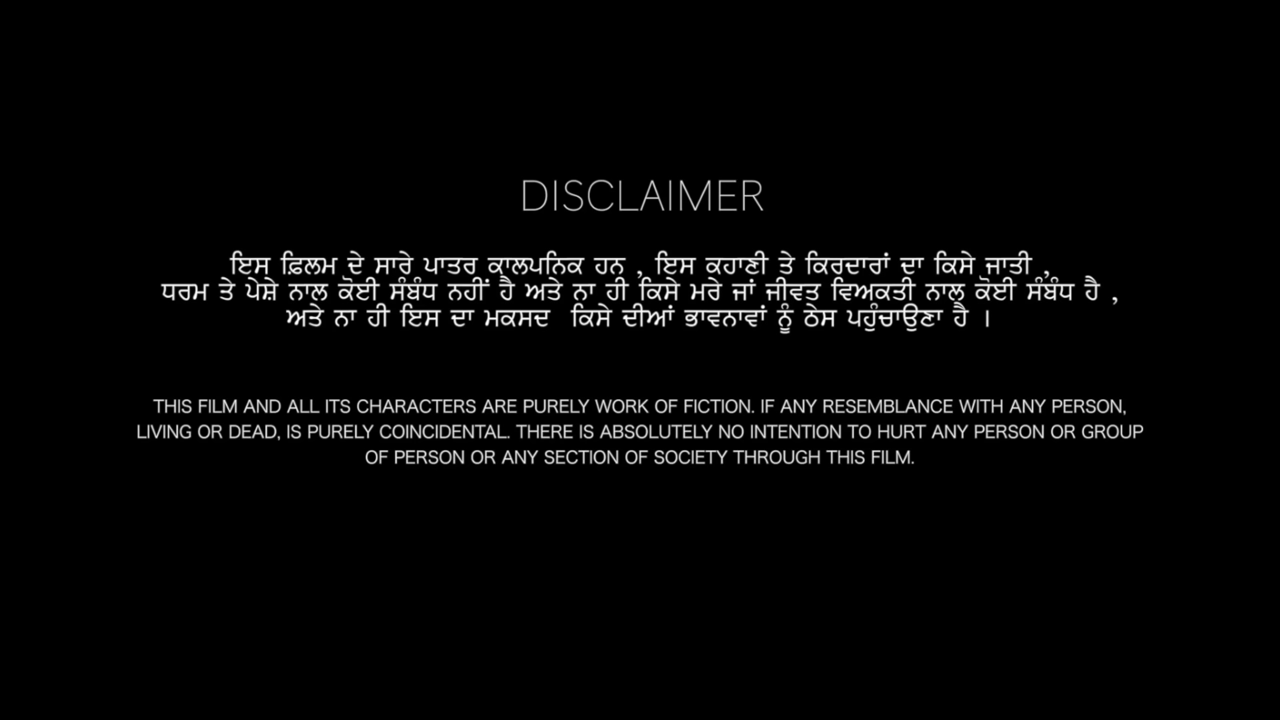 DISCLAIMER
ਇਸ ਫ਼ਿਲਮ ਦੇ ਸਾਰੇ ਪਾਤਰ ਕਾਲਪਨਿਕ ਹਨ , ਇਸ ਕਹਾਣੀ ਤੇ ਕਿਰਦਾਰਾਂ ਦਾ ਕਿਸੇ ਜਾਤੀ ,
ਧਰਮ ਤੇ ਪੇਸ਼ੇ ਨਾਲ ਕੋਈ ਸੰਬੰਧ ਨਹੀਂ ਹੈ ਅਤੇ ਨਾ ਹੀ ਕਿਸੇ ਮਰੇ ਜਾਂ ਜੀਵਤ ਵਿਅਕਤੀ ਨਾਲ ਕੋਈ ਸੰਬੰਧ ਹੈ ,
ਅਤੇ ਨਾ ਹੀ ਇਸ ਦਾ ਮਕਸਦ ਕਿਸੇ ਦੀਆਂ ਭਾਵਨਾਵਾਂ ਨੂੰ ਠੇਸ ਪਹੁੰਚਾਉਣਾ ਹੈ ।
THIS FILM AND ALL ITS CHARACTERS ARE PURELY WORK OF FICTION. IF ANY RESEMBLANCE WITH ANY PERSON,
LIVING OR DEAD, IS PURELY COINCIDENTAL. THERE IS ABSOLUTELY NO INTENTION TO HURT ANY PERSON OR GROUP
OF PERSON OR ANY SECTION OF SOCIETY THROUGH THIS FILM.